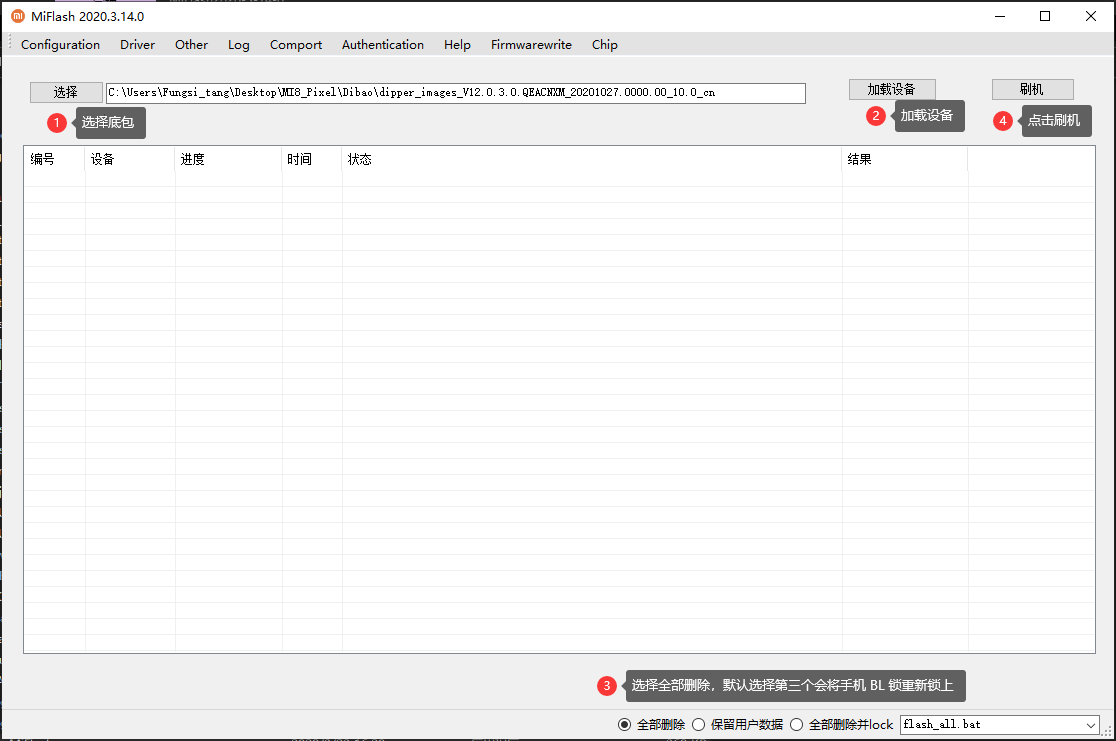 MiFlash 2020.3.14.0
Configuration Driver Other Log Comport Authentication Help Firmwarewrite Chip
选择 C:\Users\Fungsi_tang\Desktop\MI8_Pixel\Dibao\dipper_images_V12.0.3.0.QEACNXM_20201027.0000.00_10.0_cn 加载设备 刷机
1 选择底包 2 加载设备 4 点击刷机
编号 设备 进度 时间 状态 结果
3 选择全部删除，默认选择第三个会将手机 BL 锁重新锁上
全部删除 保留用户数据 全部删除并lock flash_all.bat